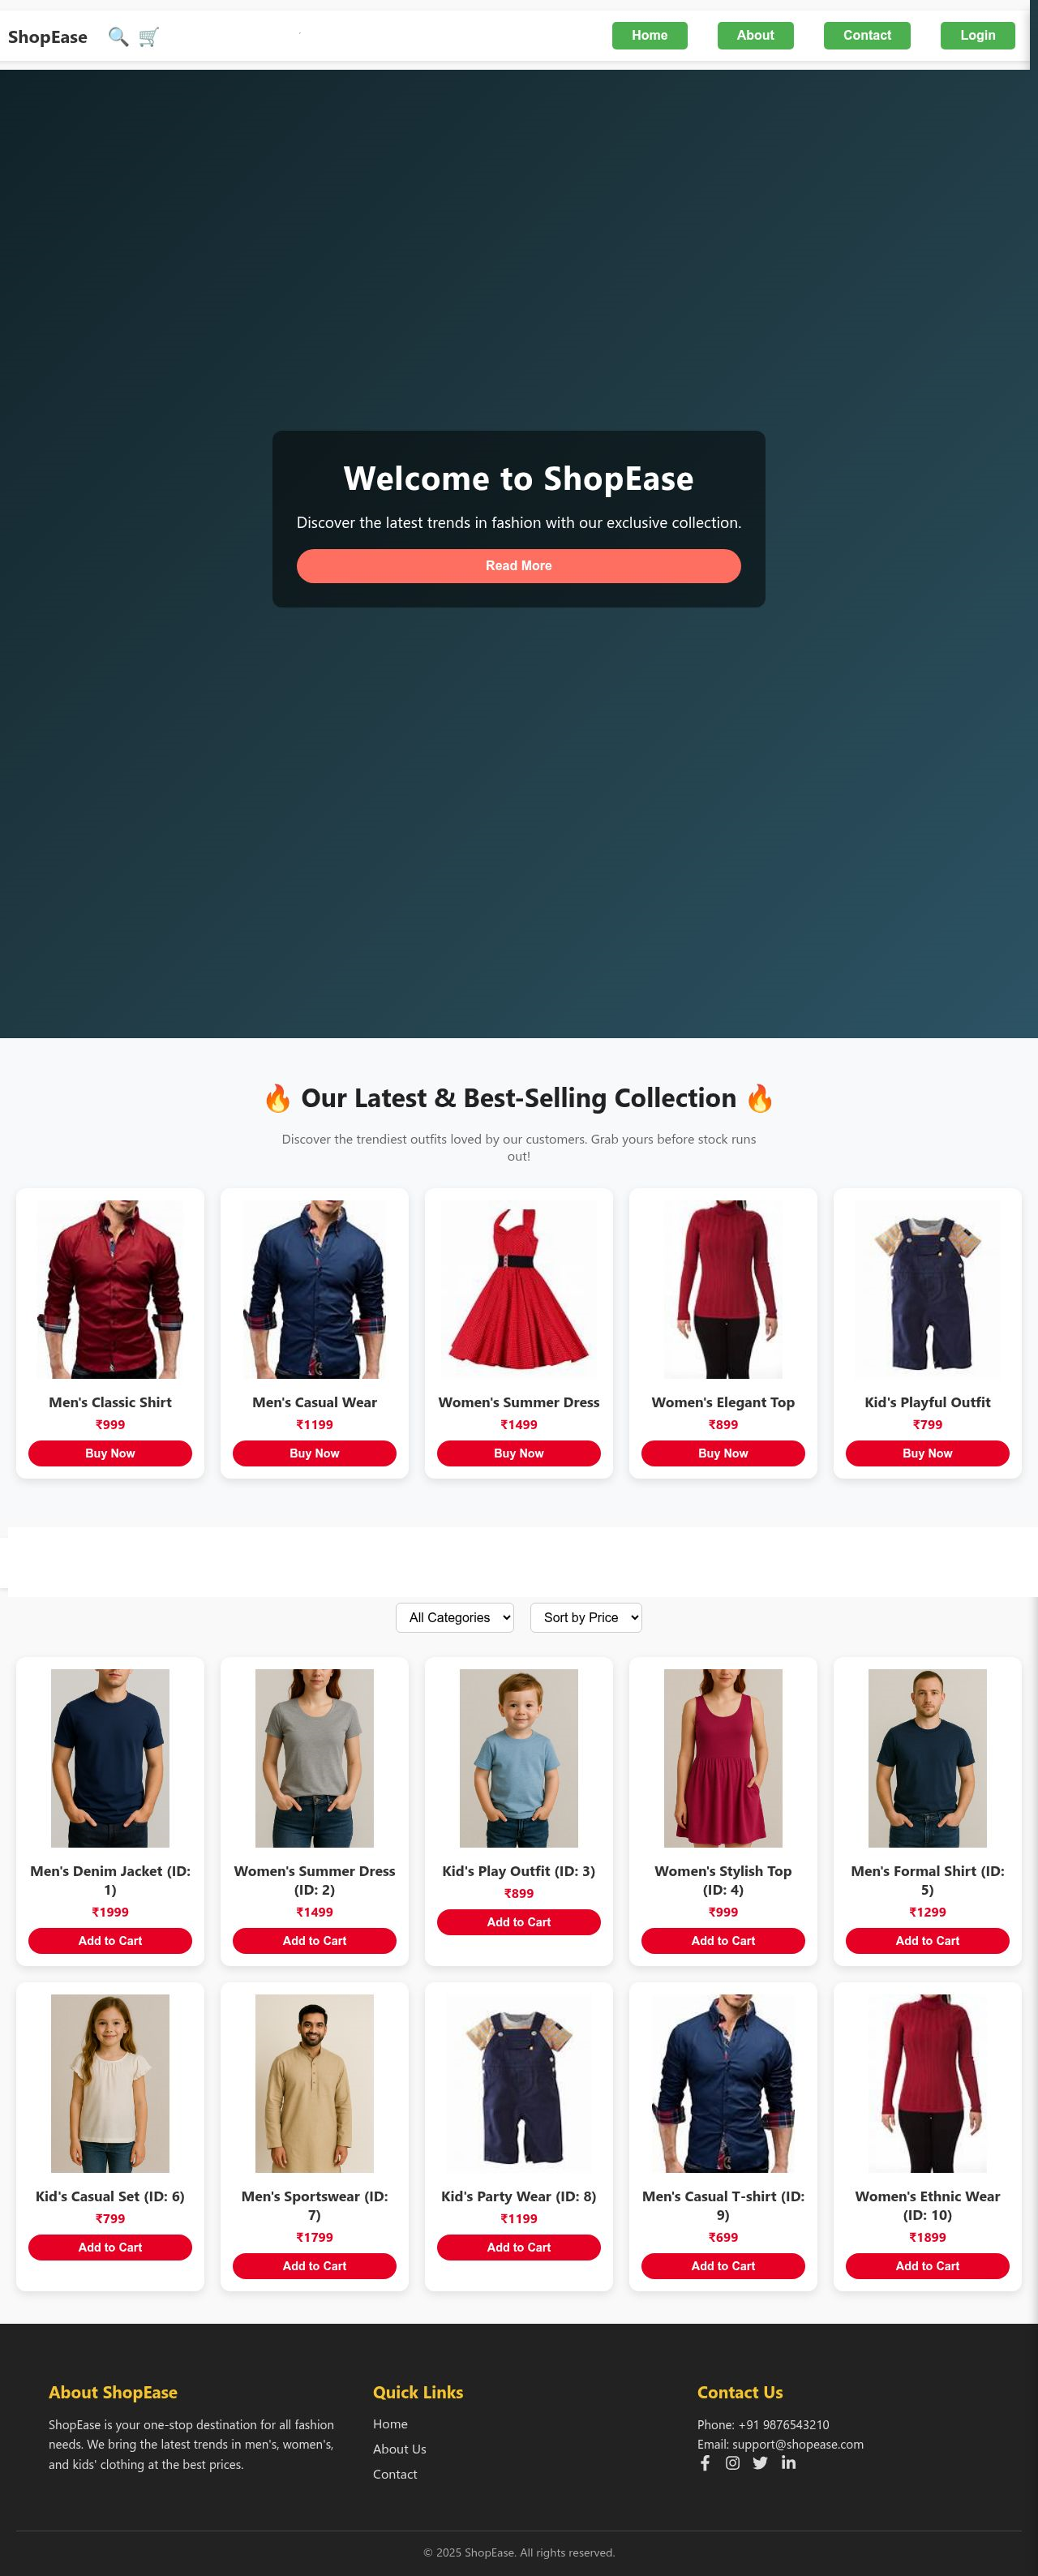 ShopEase 🔍 🛒 Home About Contact Login
Welcome to ShopEase
Discover the latest trends in fashion with our exclusive collection.
Read More
🔥 Our Latest & Best-Selling Collection 🔥
Discover the trendiest outfits loved by our customers. Grab yours before stock runs
out!
Men's Classic Shirt
₹999
Buy Now
Men's Casual Wear
₹1199
Buy Now
Women's Summer Dress
₹1499
Buy Now
Women's Elegant Top
₹899
Buy Now
Kid's Playful Outfit
₹799
Buy Now
All Categories Sort by Price
Men's Denim Jacket (ID:
1)
₹1999
Add to Cart
Women's Summer Dress
(ID: 2)
₹1499
Add to Cart
Kid's Play Outfit (ID: 3)
₹899
Add to Cart
Women's Stylish Top
(ID: 4)
₹999
Add to Cart
Men's Formal Shirt (ID:
5)
₹1299
Add to Cart
Kid's Casual Set (ID: 6)
₹799
Add to Cart
Men's Sportswear (ID:
7)
₹1799
Add to Cart
Kid's Party Wear (ID: 8)
₹1199
Add to Cart
Men's Casual T-shirt (ID:
9)
₹699
Add to Cart
Women's Ethnic Wear
(ID: 10)
₹1899
Add to Cart
About ShopEase
ShopEase is your one-stop destination for all fashion
needs. We bring the latest trends in men's, women's,
and kids' clothing at the best prices.
Quick Links
Home
About Us
Contact
Contact Us
Phone: +91 9876543210
Email: support@shopease.com
© 2025 ShopEase. All rights reserved.